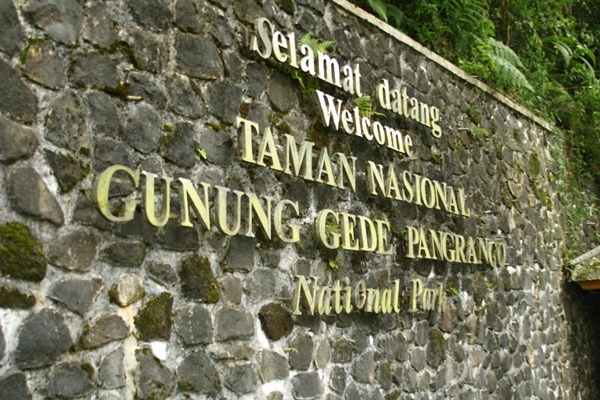 Selamat datang
Welcome
TAMAN NASIONAL
GUNUNG GEDE PANGRANGO
National Park